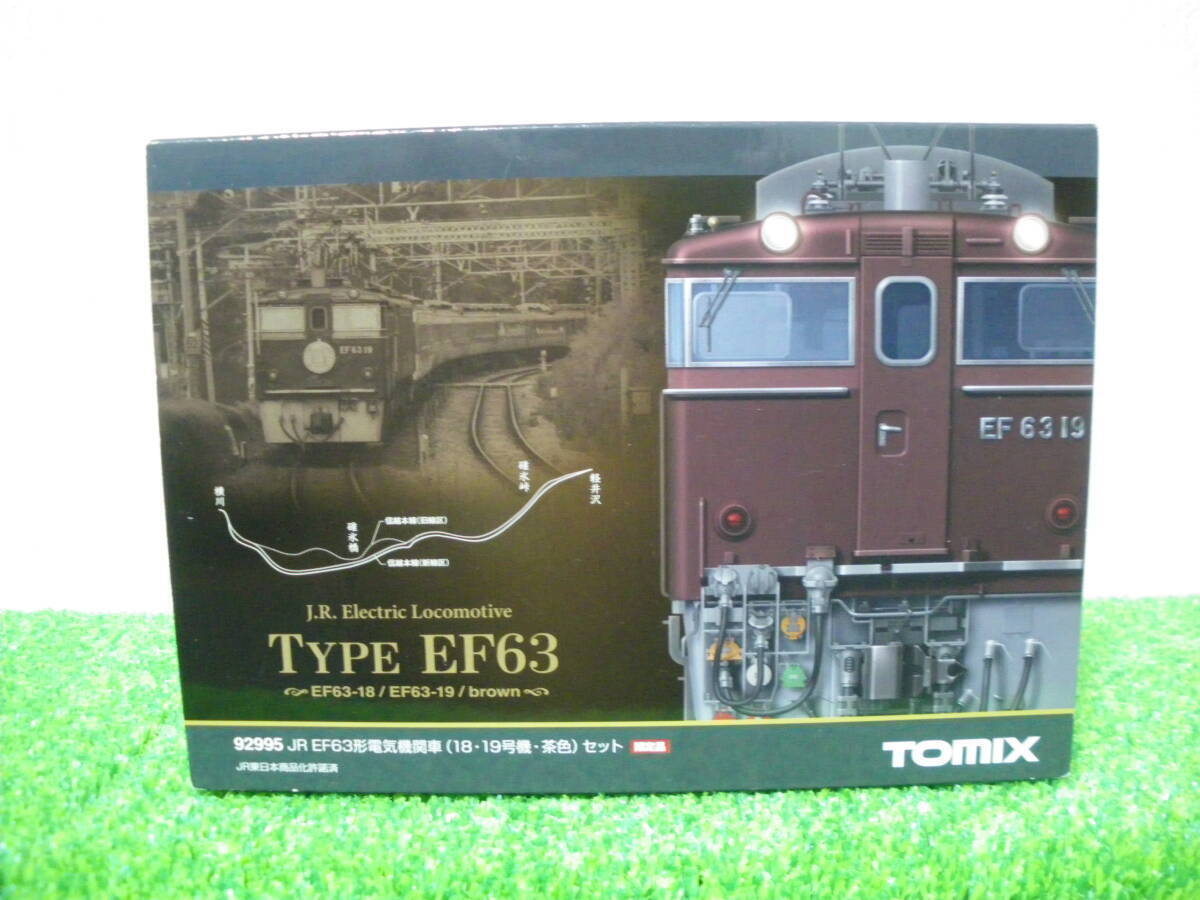 EF 63 19
EF 63 19
横川
碓氷橋
信越本線(旧線区)
信越本線(新線区)
碓氷峠
軽井沢
J.R. Electric Locomotive
TYPE EF63
EF63-18 / EF63-19 / brown
92995 JR EF63形電気機関車(18・19号機・茶色)セット 限定品
JR東日本商品化許諾済
TOMIX